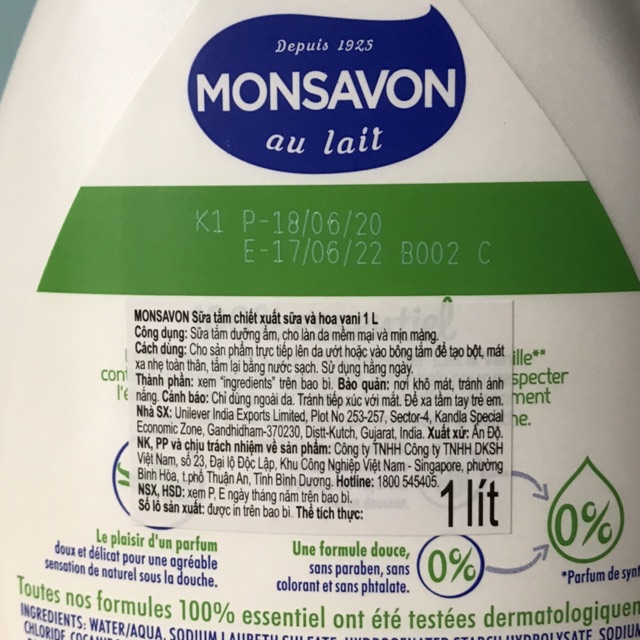 Depuis 1925
MONSAVON
au lait
K1 P-18/06/20
E-17/06/22 B002 C
MONSAVON Sữa tắm chiết xuất sữa và hoa vani 1 L
Công dụng: Sữa tắm dưỡng ẩm, cho làn da mềm mại và mịn màng.
Cách dùng: Cho sản phẩm trực tiếp lên da ướt hoặc vào bông tắm để tạo bột, mát
xa nhẹ toàn thân, tắm lại bằng nước sạch. Sử dụng hằng ngày.
Thành phần: xem "ingredients" trên bao bì. Bảo quản: nơi khô mát, tránh ánh
nắng. Cảnh báo: Chỉ dùng ngoài da. Tránh tiếp xúc với mắt. Để xa tầm tay trẻ em.
Nhà SX: Unilever India Exports Limited, Plot No 253-257, Sector-4, Kandla Special
Economic Zone, Gandhidham-370230, Distt-Kutch, Gujarat, India. Xuất xứ: Ấn Độ.
NK, PP và chịu trách nhiệm về sản phẩm: Công ty TNHH Công ty TNHH DKSH
Việt Nam, số 23, Đại lộ Độc Lập, Khu Công Nghiệp Việt Nam - Singapore, phường
Bình Hòa, t.phố Thuận An, Tỉnh Bình Dương. Hotline: 1800 545405.
NSX, HSD: xem P, E ngày tháng năm trên bao bì.
Số lô sản xuất: được in trên bao bì. Thể tích thực:
1 lít
ille**
specter
ment
ne.
Le plaisir d'un parfum
doux et délicat pour une agréable
sensation de naturel sous la douche.
Une formule douce,
sans paraben, sans
colorant et sans phtalate.
0%
0%
*Parfum de synt
Toutes nos formules 100% essentiel ont été testées dermatologiquemen
INGREDIENTS: WATER/AQUA, SODIUM LAURETH SULFATE, HYDROGENATED STARCH HYDROLYSATE, SODIUM